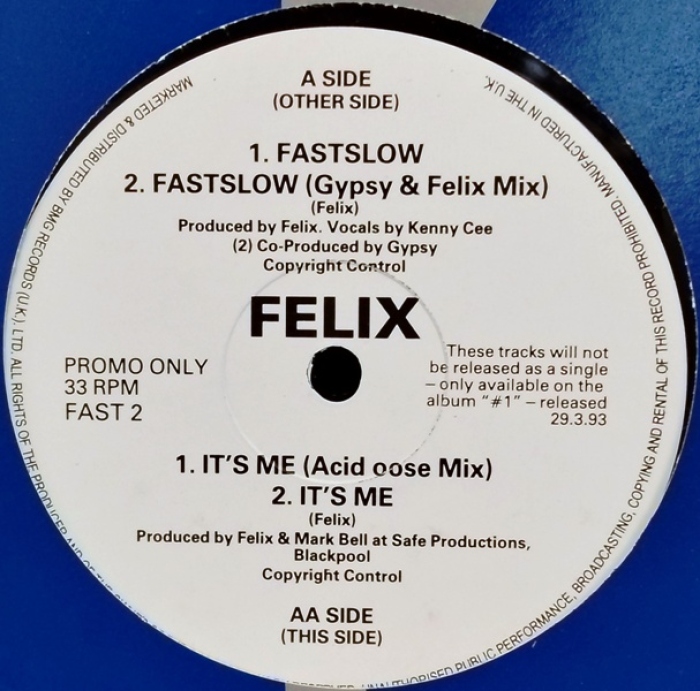 A SIDE
(OTHER SIDE)
1. FASTSLOW
2. FASTSLOW (Gypsy & Felix Mix)
(Felix)
Produced by Felix. Vocals by Kenny Cee
(2) Co-Produced by Gypsy
Copyright Control
FELIX
PROMO ONLY
33 RPM
FAST 2
These tracks will not
be released as a single
– only available on the
album "#1" – released
29.3.93
1. IT'S ME (Acid oose Mix)
2. IT'S ME
(Felix)
Produced by Felix & Mark Bell at Safe Productions,
Blackpool
Copyright Control
AA SIDE
(THIS SIDE)
MARKETED & DISTRIBUTED BY BMG RECORDS (U.K.), LTD. ALL RIGHTS OF THE PRODUCER AND OF THE
UNAUTHORISED PUBLIC PERFORMANCE, BROADCASTING, COPYING AND RENTAL OF THIS RECORD PROHIBITED. MANUFACTURED IN THE U.K.